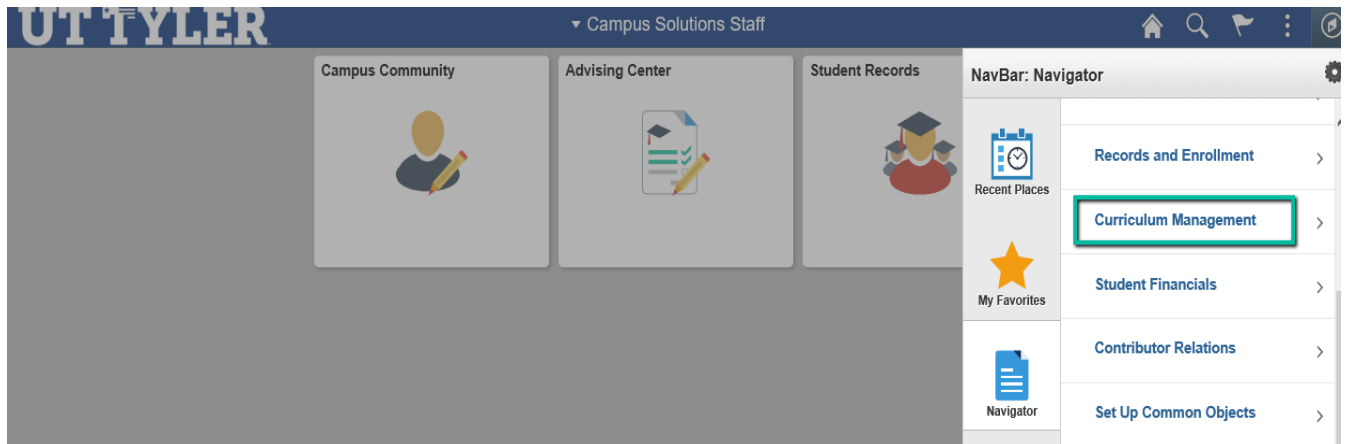 UT TYLER
Campus Solutions Staff
Campus Community
Advising Center
Student Records
NavBar: Navigator
Recent Places
My Favorites
Navigator
Records and Enrollment
Curriculum Management
Student Financials
Contributor Relations
Set Up Common Objects